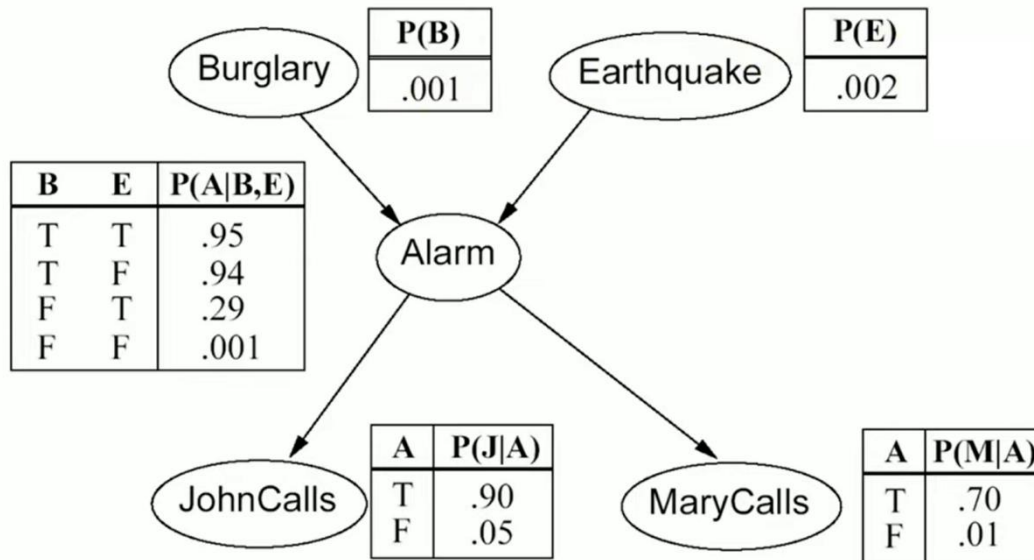 Burglary
P(B)
.001
Earthquake
P(E)
.002
B E P(A|B,E)
T T .95
T F .94
F T .29
F F .001
Alarm
JohnCalls
A P(J|A)
T .90
F .05
MaryCalls
A P(M|A)
T .70
F .01